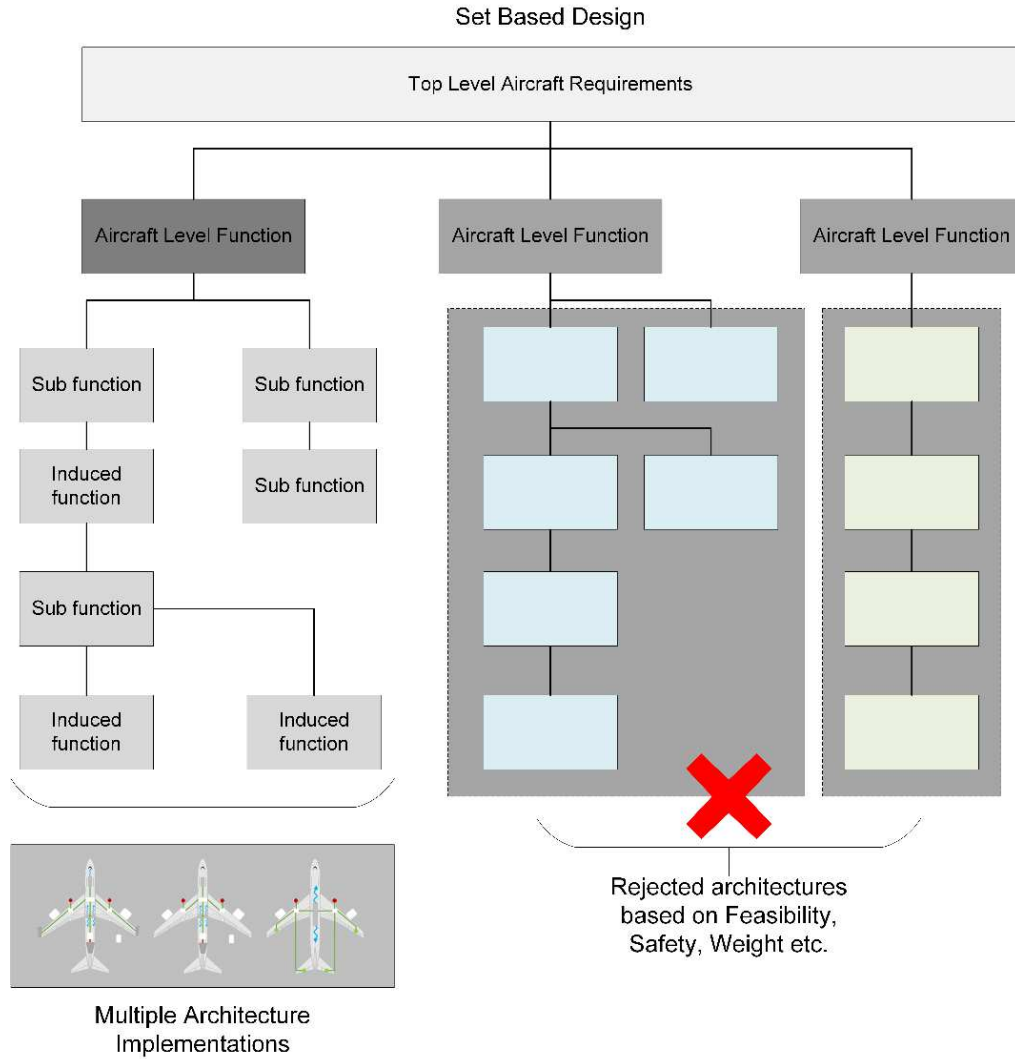 Set Based Design
Top Level Aircraft Requirements
Aircraft Level Function
Aircraft Level Function
Aircraft Level Function
Sub function
Sub function
Induced
function
Sub function
Sub function
Induced
function
Induced
function
Rejected architectures
based on Feasibility,
Safety, Weight etc.
Multiple Architecture
Implementations